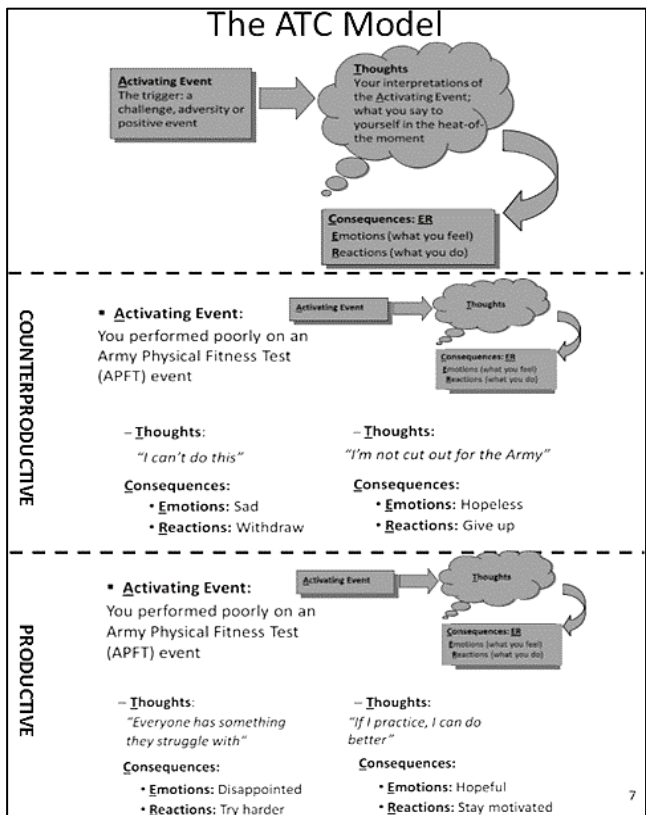 The ATC Model
Activating Event
The trigger: a
challenge, adversity or
positive event
Thoughts
Your interpretations of
the Activating Event;
what you say to
yourself in the heat-of-
the moment
Consequences: ER
Emotions (what you feel)
Reactions (what you do)
COUNTERPRODUCTIVE
▪ Activating Event:
You performed poorly on an
Army Physical Fitness Test
(APFT) event
Activating Event
Thoughts
Consequences: ER
Emotions (what you feel)
Reactions (what you do)
– Thoughts:
"I can't do this"
Consequences:
• Emotions: Sad
• Reactions: Withdraw
– Thoughts:
"I'm not cut out for the Army"
Consequences:
• Emotions: Hopeless
• Reactions: Give up
PRODUCTIVE
▪ Activating Event:
You performed poorly on an
Army Physical Fitness Test
(APFT) event
Activating Event
Thoughts
Consequences: ER
Emotions (what you feel)
Reactions (what you do)
– Thoughts:
"Everyone has something
they struggle with"
Consequences:
• Emotions: Disappointed
• Reactions: Try harder
– Thoughts:
"If I practice, I can do
better"
Consequences:
• Emotions: Hopeful
• Reactions: Stay motivated
7